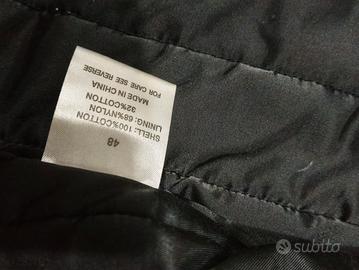 48
SHELL: 100%COTTON
LINING: 68%NYLON
32%COTTON
MADE IN CHINA
FOR CARE SEE REVERSE
subito